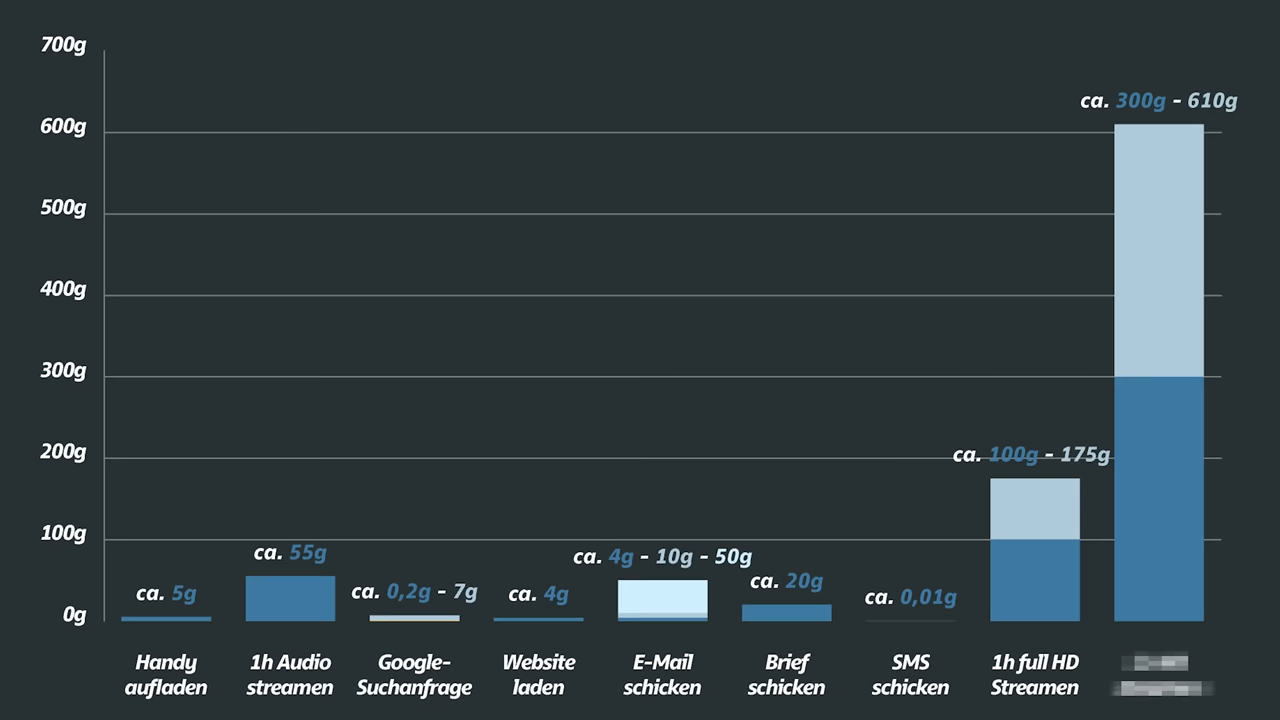 700g
600g
500g
400g
300g
200g
100g
0g
ca. 5g
ca. 55g
ca. 0,2g - 7g
ca. 4g
ca. 4g - 10g - 50g
ca. 20g
ca. 0,01g
ca. 100g - 175g
ca. 300g - 610g
Handy
aufladen
1h Audio
streamen
Google-
Suchanfrage
Website
laden
E-Mail
schicken
Brief
schicken
SMS
schicken
1h full HD
Streamen